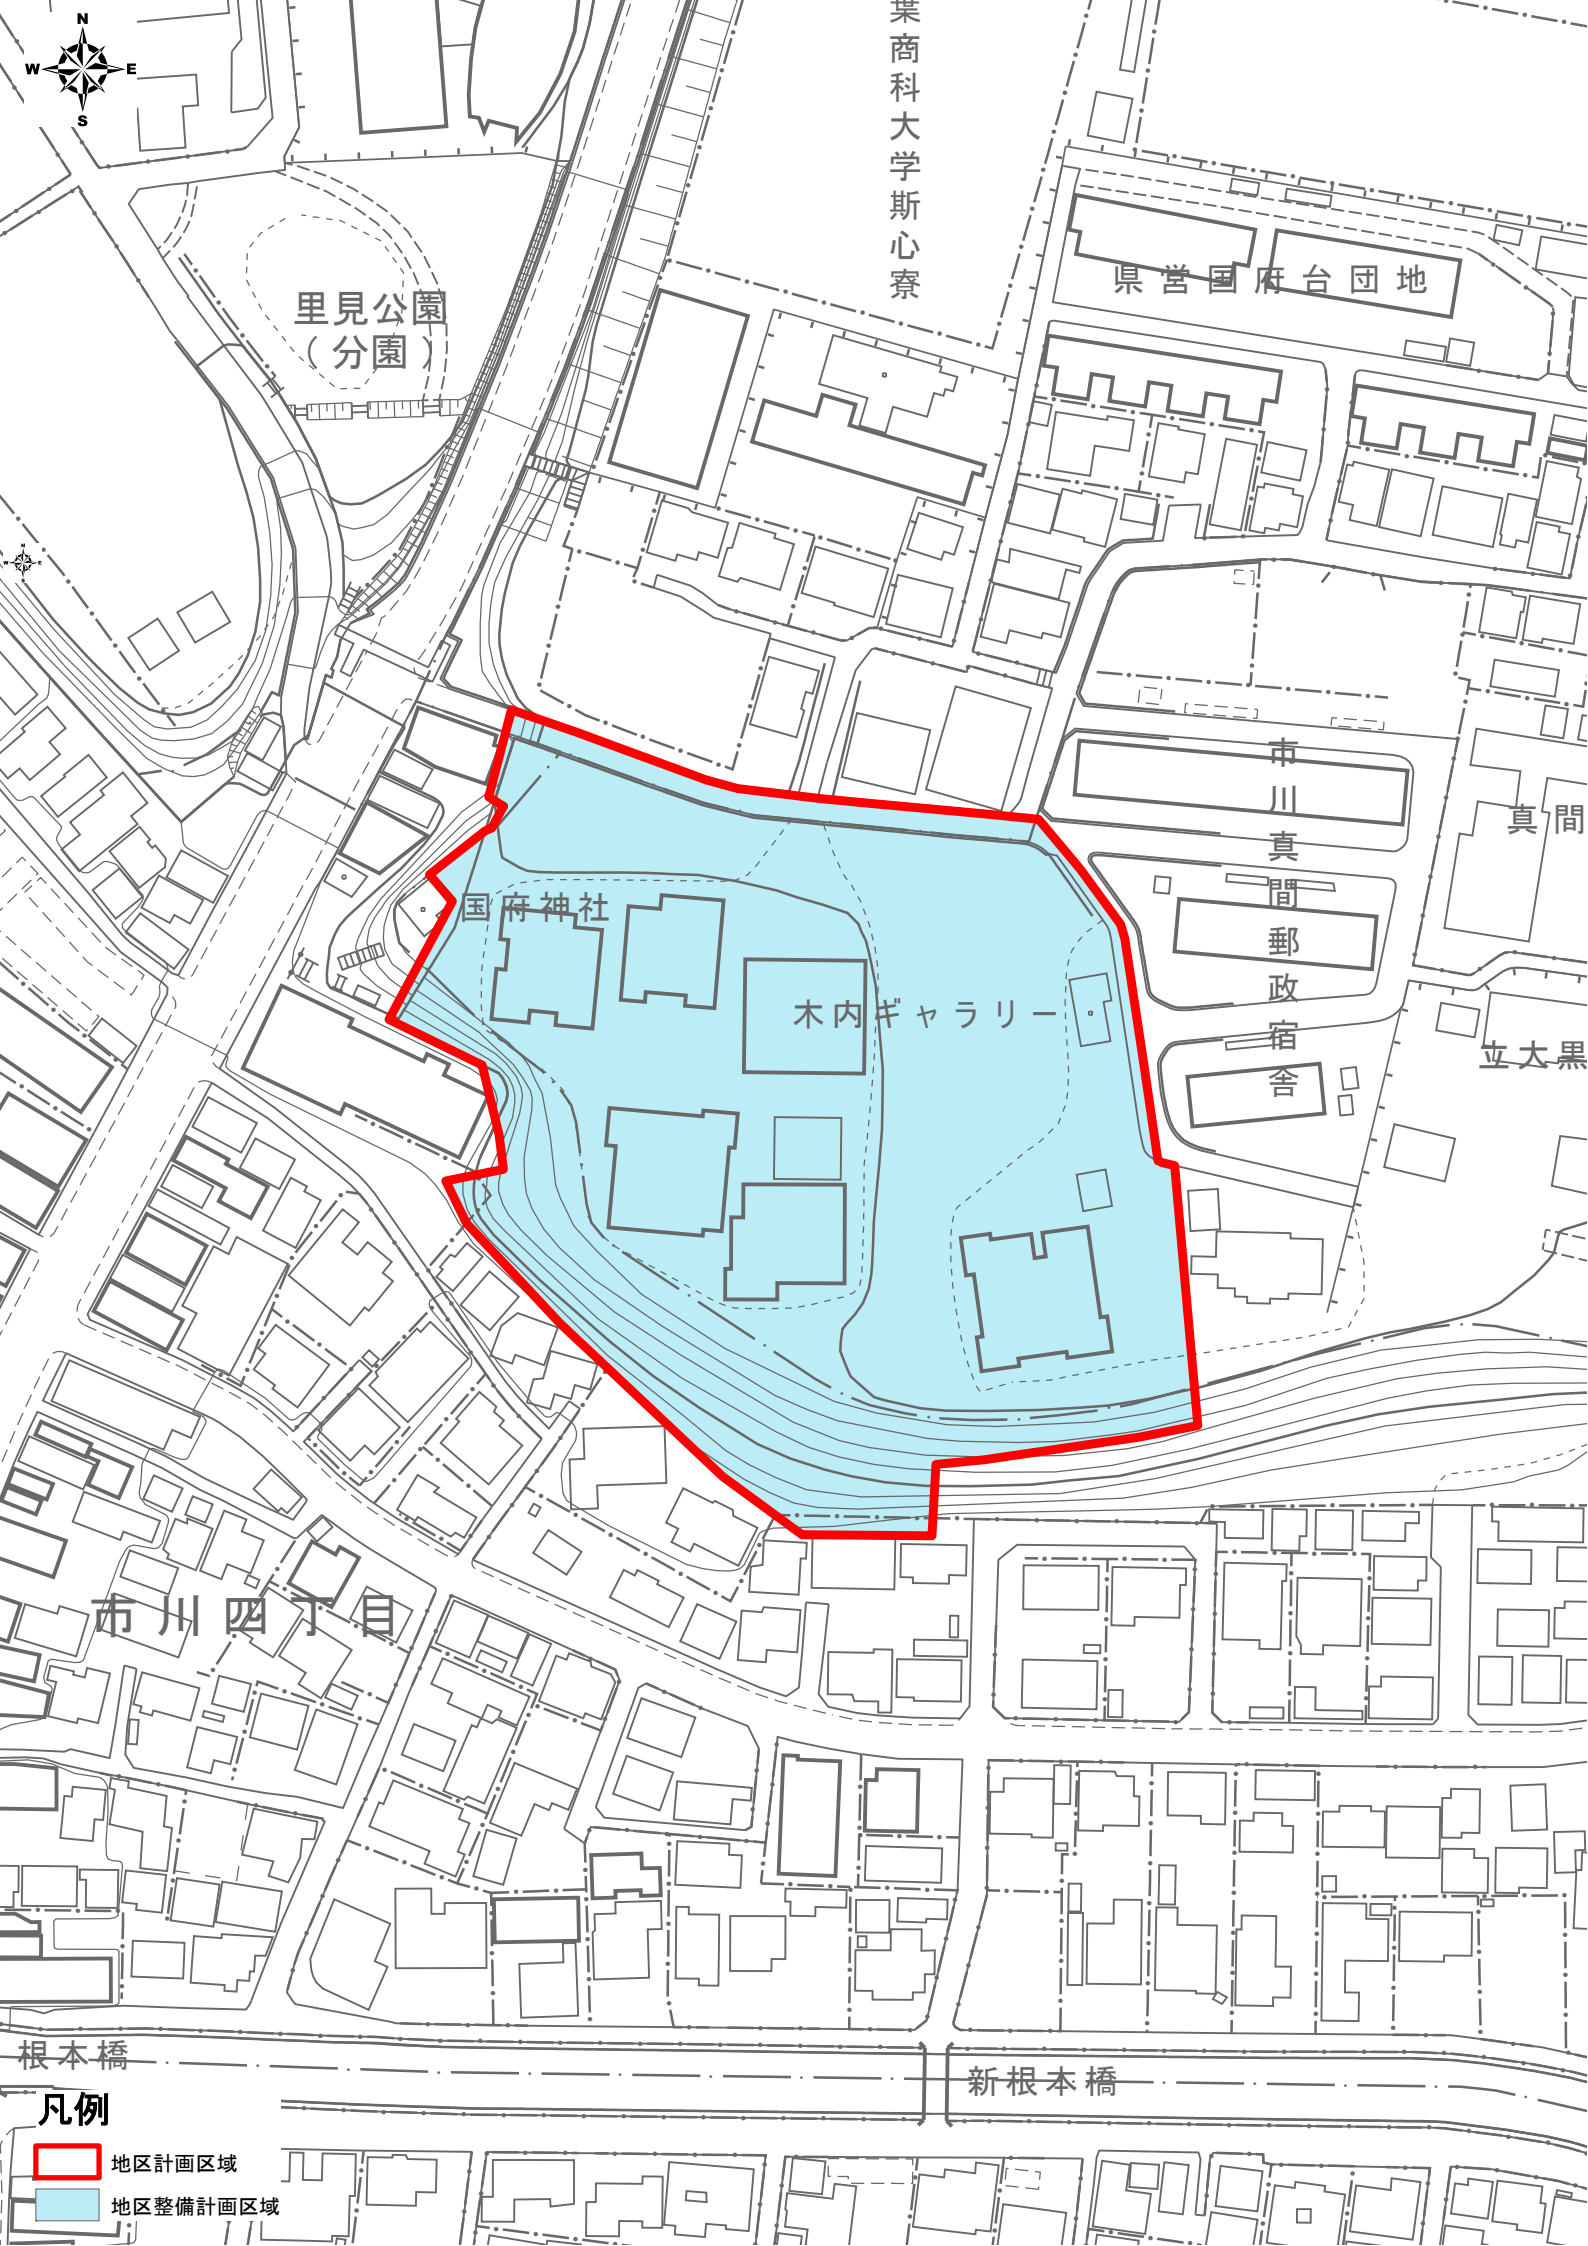 N
W E
S
葉商科大学斯心寮
県営国府台団地
里見公園
（分園）
市川真間郵政宿舎
真間
国府神社
木内ギャラリー
立大黒
市川四丁目
根本橋
新根本橋
凡例
地区計画区域
地区整備計画区域